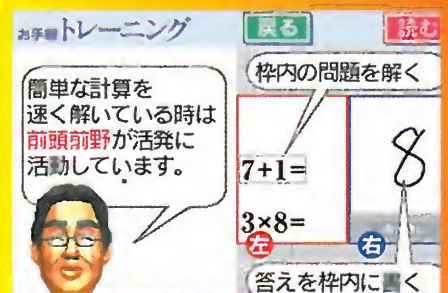 お手軽トレーニング
戻る
読む
簡単な計算を
速く解いている時は
前頭前野が活発に
活動しています。
枠内の問題を解く
7+1=
8
3×8=
左
右
答えを枠内に書く